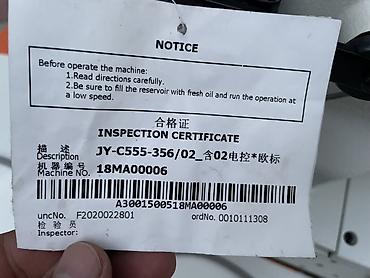 NOTICE
Before operate the machine:
1.Read directions carefully.
2.Be sure to fill the reservoir with fresh oil and run the operation at
a low speed.
合格证
INSPECTION CERTIFICATE
描 述
Description JY-C555-356/02_含02电控*欧标
机器编号
Machine NO. 18MA00006
A3001500518MA00006
uncNo. F2020022801 ordNo. 0010111308
检验员
Inspector: